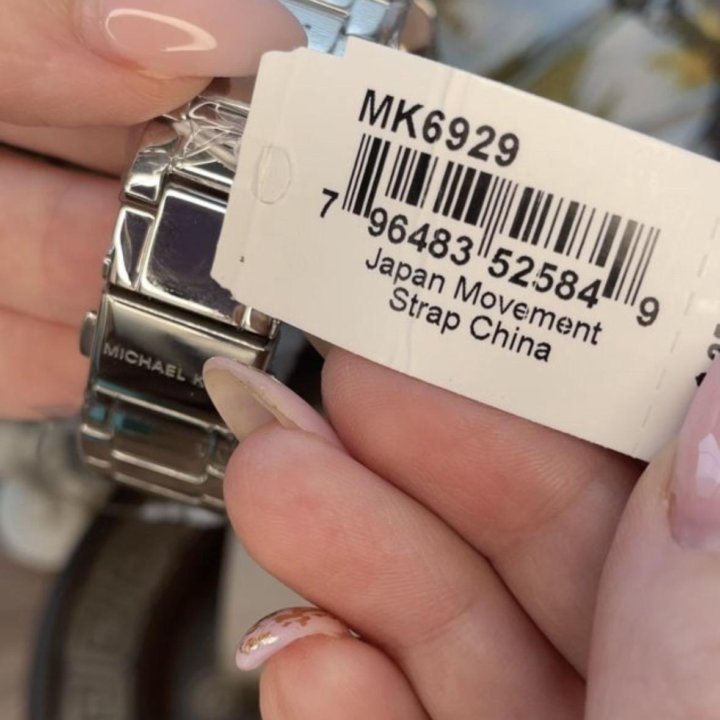 MK6929
7 96483 52584 9
Japan Movement
Strap China
MICHAEL